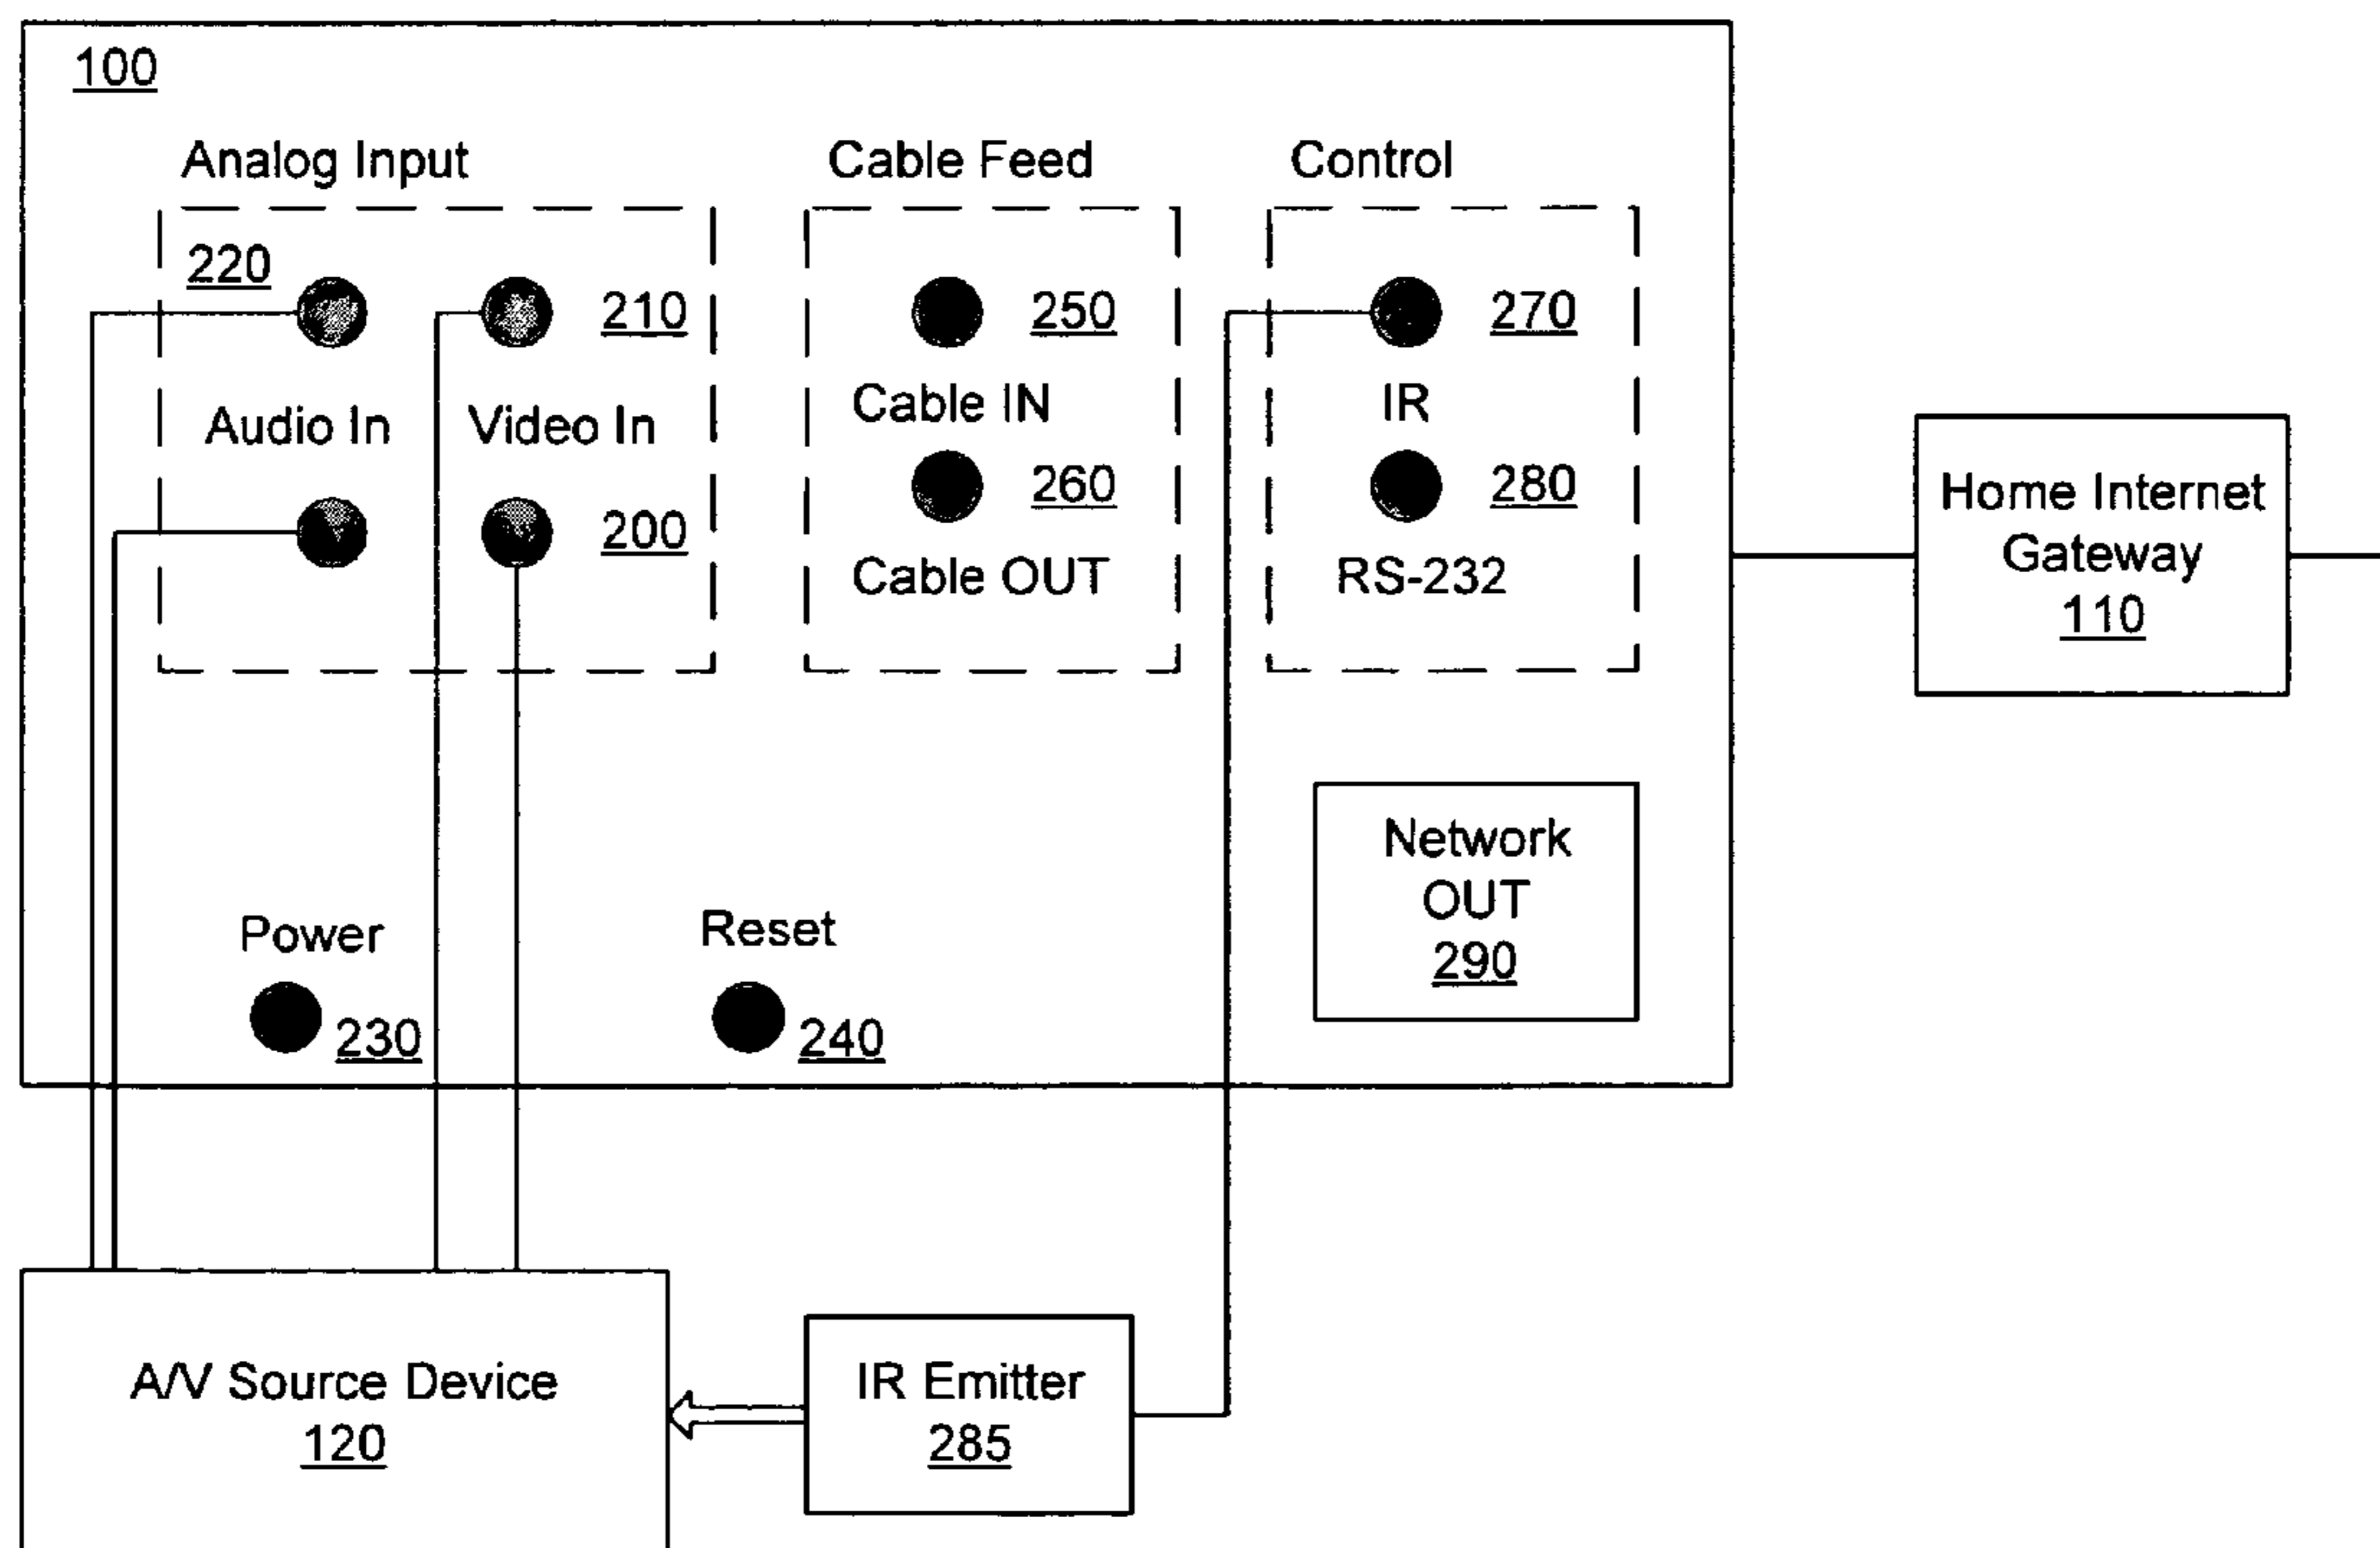 100
Analog Input
Cable Feed
Control
220
210
250
270
Audio In
Video In
Cable IN
IR
200
260
280
Cable OUT
RS-232
Home Internet
Gateway
110
Power
230
Reset
240
Network
OUT
290
A/V Source Device
120
IR Emitter
285